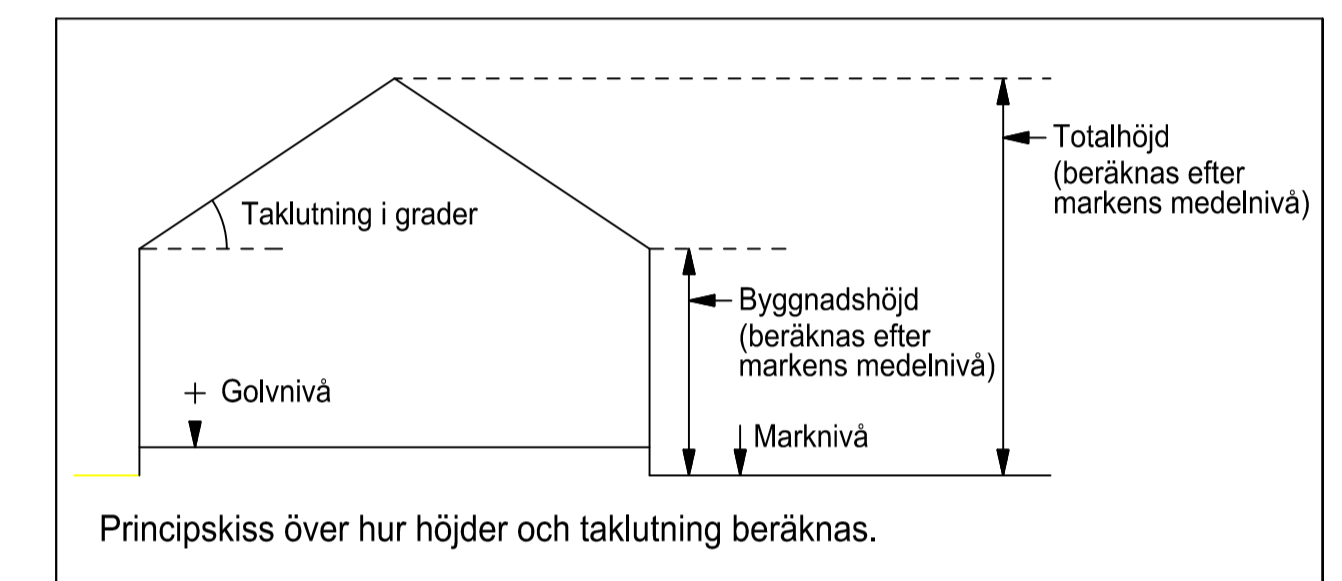 Totalhöjd
(beräknas efter
markens medelnivå)
Taklutning i grader
Byggnadshöjd
(beräknas efter
markens medelnivå)
+ Golvnivå
Marknivå
Principskiss över hur höjder och taklutning beräknas.